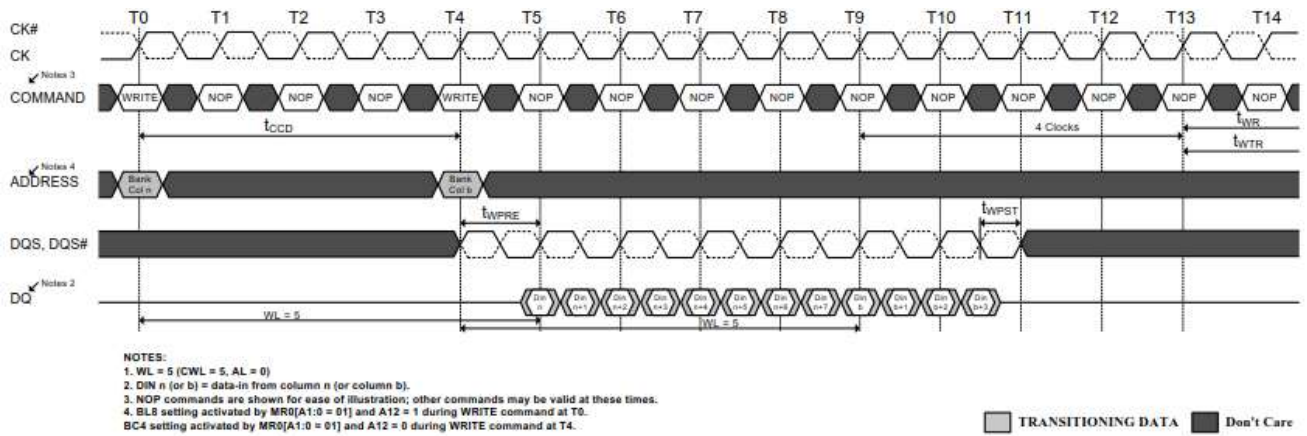 T0 T1 T2 T3 T4 T5 T6 T7 T8 T9 T10 T11 T12 T13 T14
CK#
CK
Notes 3
COMMAND WRITE NOP NOP NOP WRITE NOP NOP NOP NOP NOP NOP NOP NOP NOP NOP
tCCD 4 Clocks tWR
tWTR
Notes 4
ADDRESS Bank Col n Bank Col b
tWPRE tWPST
DQS, DQS#
Notes 2
DQ Din n Din n+1 Din n+2 Din n+3 Din n+4 Din n+5 Din n+6 Din n+7 Din b Din b+1 Din b+2 Din b+3
WL = 5 WL = 5
NOTES:
1. WL = 5 (CWL = 5, AL = 0)
2. DIN n (or b) = data-in from column n (or column b).
3. NOP commands are shown for ease of illustration; other commands may be valid at these times.
4. BL8 setting activated by MR0[A1:0 = 01] and A12 = 1 during WRITE command at T0.
BC4 setting activated by MR0[A1:0 = 01] and A12 = 0 during WRITE command at T4.
TRANSITIONING DATA Don't Care